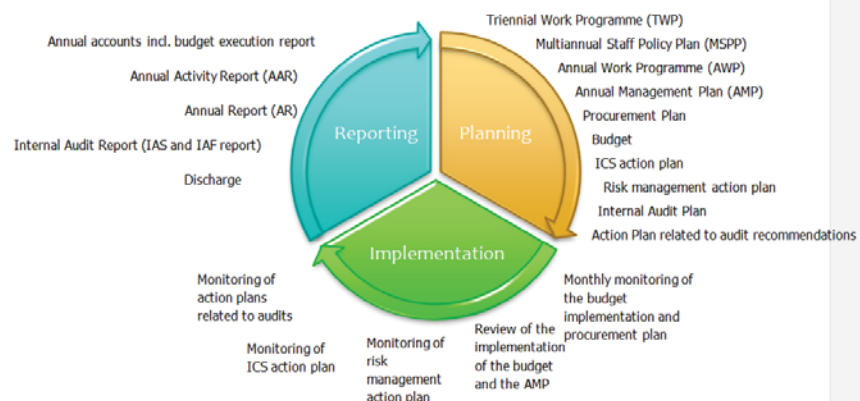 Triennial Work Programme (TWP)
Multiannual Staff Policy Plan (MSPP)
Annual Work Programme (AWP)
Annual Management Plan (AMP)
Procurement Plan
Budget
ICS action plan
Risk management action plan
Internal Audit Plan
Action Plan related to audit recommendations
Planning
Annual accounts incl. budget execution report
Annual Activity Report (AAR)
Annual Report (AR)
Internal Audit Report (IAS and IAF report)
Discharge
Reporting
Implementation
Monthly monitoring of
the budget
implementation and
procurement plan
Review of the
implementation
of the budget
and the AMP
Monitoring of
risk
management
action plan
Monitoring of
ICS action plan
Monitoring of
action plans
related to audits